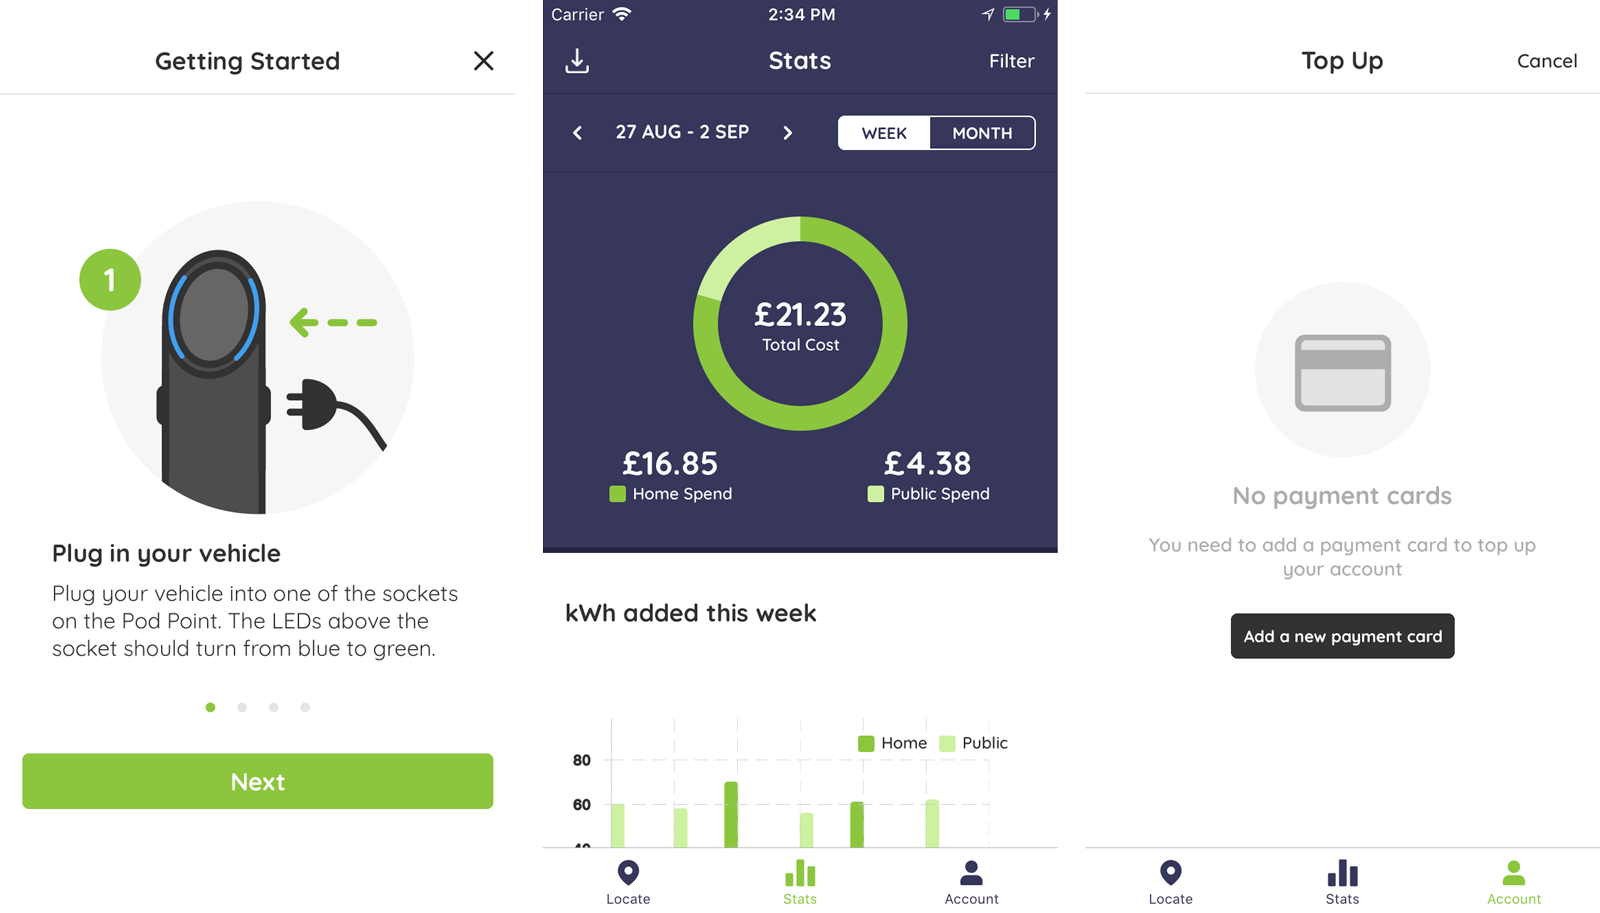 Getting Started
1
Plug in your vehicle
Plug your vehicle into one of the sockets
on the Pod Point. The LEDs above the
socket should turn from blue to green.
Next
Carrier 2:34 PM
Stats Filter
27 AUG - 2 SEP WEEK MONTH
£21.23
Total Cost
£16.85 £4.38
Home Spend Public Spend
kWh added this week
Home Public
80
60
40
Locate Stats Account
Top Up Cancel
No payment cards
You need to add a payment card to top up
your account
Add a new payment card
Locate Stats Account